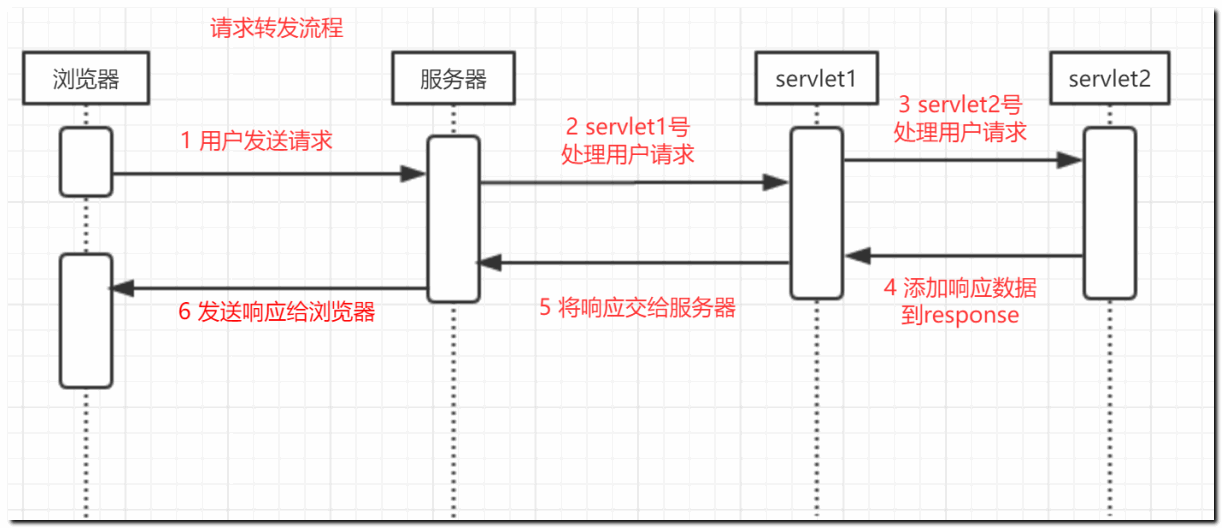 请求转发流程
浏览器
服务器
servlet1
servlet2
1 用户发送请求
2 servlet1号
处理用户请求
3 servlet2号
处理用户请求
4 添加响应数据
到response
5 将响应交给服务器
6 发送响应给浏览器